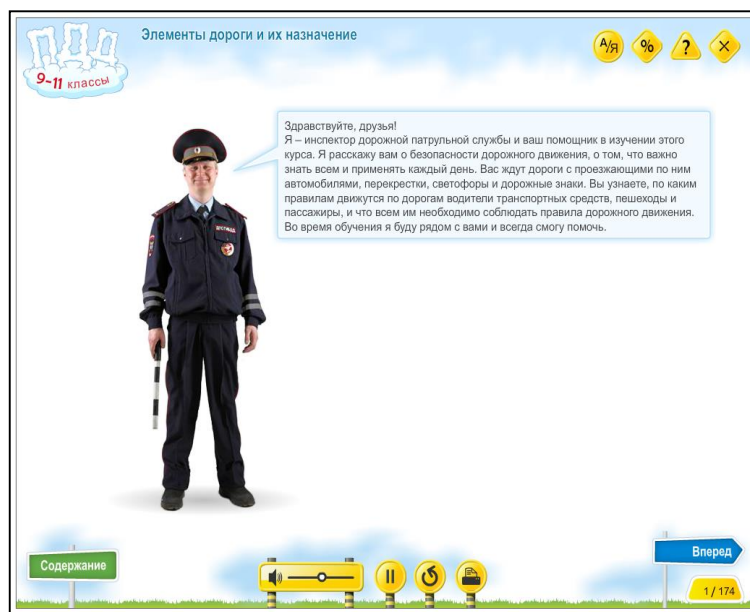 Элементы дороги и их назначение
А/Я
%
?
ПДД
9-11 классы
Здравствуйте, друзья!
Я – инспектор дорожной патрульной службы и ваш помощник в изучении этого
курса. Я расскажу вам о безопасности дорожного движения, о том, что важно
знать всем и применять каждый день. Вас ждут дороги с проезжающими по ним
автомобилями, перекрестки, светофоры и дорожные знаки. Вы узнаете, по каким
правилам движутся по дорогам водители транспортных средств, пешеходы и
пассажиры, и что всем им необходимо соблюдать правила дорожного движения.
Во время обучения я буду рядом с вами и всегда смогу помочь.
Содержание
Вперед
1 / 174